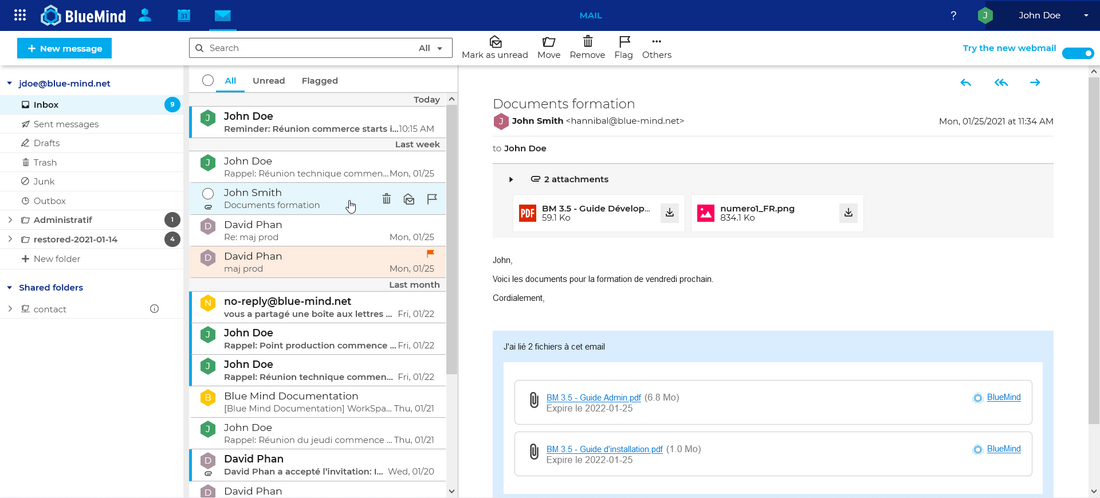 BlueMind
31
MAIL
?
J
John Doe
+ New message
Search
All
Mark as unread
Move
Remove
Flag
Others
Try the new webmail
jdoe@blue-mind.net
Inbox
9
Sent messages
Drafts
Trash
Junk
Outbox
Administratif
1
restored-2021-01-14
4
+ New folder
Shared folders
contact
All
Unread
Flagged
Today
J
John Doe
Reminder: Réunion commerce starts i...10:15 AM
Last week
J
John Doe
Rappel: Réunion technique commen...Mon, 01/25
John Smith
Documents formation
D
David Phan
Re: maj prod
Mon, 01/25
D
David Phan
maj prod
Mon, 01/25
Last month
N
no-reply@blue-mind.net
vous a partagé une boîte aux lettres ... Fri, 01/22
J
John Doe
Rappel: Point production commence ... Fri, 01/22
J
John Doe
Rappel: Réunion technique commen... Fri, 01/22
B
Blue Mind Documentation
[Blue Mind Documentation] WorkSpa... Thu, 01/21
J
John Doe
Rappel: Réunion du jeudi commence ... Thu, 01/21
D
David Phan
David Phan a accepté l'invitation: I... Wed, 01/20
D
David Phan
Documents formation
J
John Smith <hannibal@blue-mind.net>
Mon, 01/25/2021 at 11:34 AM
to John Doe
2 attachments
PDF
BM 3.5 - Guide Dévelop...
59.1 Ko
numero1_FR.png
834.1 Ko
John,
Voici les documents pour la formation de vendredi prochain.
Cordialement,
J'ai lié 2 fichiers à cet email
BM 3.5 - Guide Admin.pdf (6.8 Mo)
Expire le 2022-01-25
BlueMind
BM 3.5 - Guide d'installation.pdf (1.0 Mo)
Expire le 2022-01-25
BlueMind